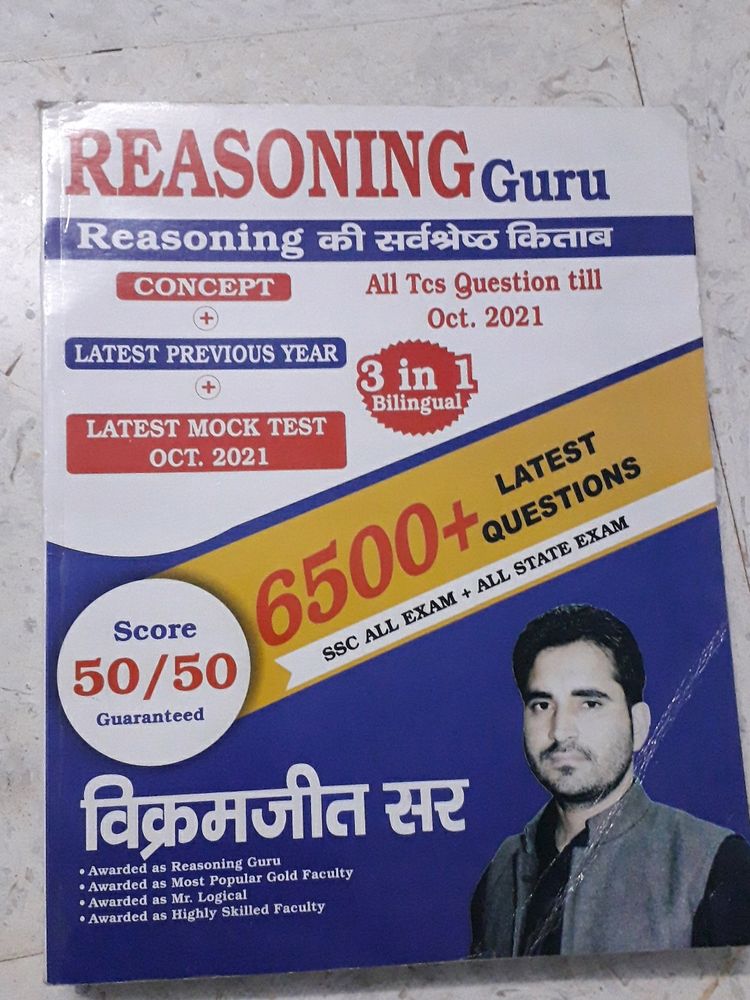 REASONING Guru
Reasoning की सर्वश्रेष्ठ किताब
CONCEPT
+
LATEST PREVIOUS YEAR
+
LATEST MOCK TEST
OCT. 2021
All Tcs Question till
Oct. 2021
3 in 1
Bilingual
6500+
LATEST
QUESTIONS
SSC ALL EXAM + ALL STATE EXAM
Score
50/50
Guaranteed
विक्रमजीत सर
• Awarded as Reasoning Guru
• Awarded as Most Popular Gold Faculty
• Awarded as Mr. Logical
• Awarded as Highly Skilled Faculty